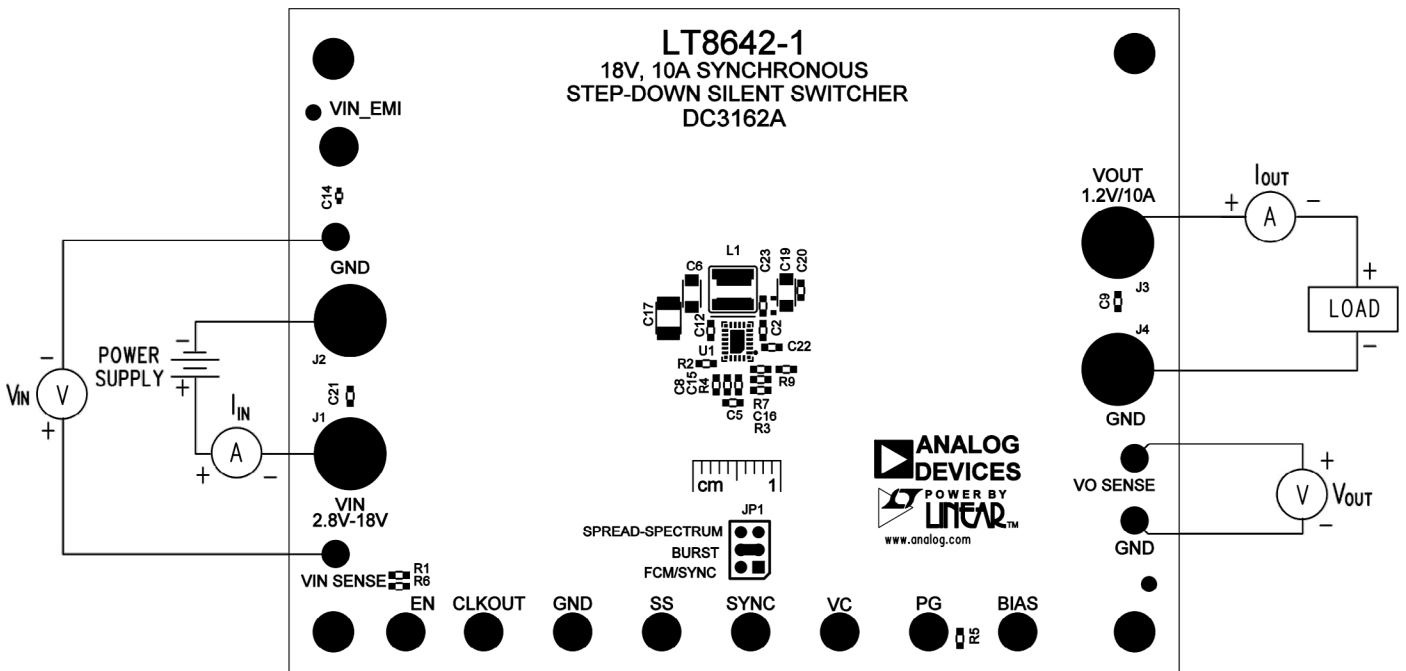 LT8642-1
18V, 10A SYNCHRONOUS
STEP-DOWN SILENT SWITCHER
DC3162A
VIN_EMI
C14
GND
J2
C21
J1
VIN
2.8V-18V
VIN SENSE
R1
R6
-
VIN
V
+
-
POWER
SUPPLY
+
IIN
+
A
-
L1
C6
C23
C19
C20
C17
C12
C2
U1
C22
R2
R9
C8
C15
R4
C5
R7
C16
R3
cm 1
JP1
SPREAD-SPECTRUM
BURST
FCM/SYNC
ANALOG
DEVICES
LT
POWER BY
LINEAR™
www.analog.com
VOUT
1.2V/10A
J3
C9
J4
GND
VO SENSE
GND
IOUT
+
A
-
+
LOAD
-
+
V
VOUT
-
EN
CLKOUT
GND
SS
SYNC
VC
PG
R5
BIAS